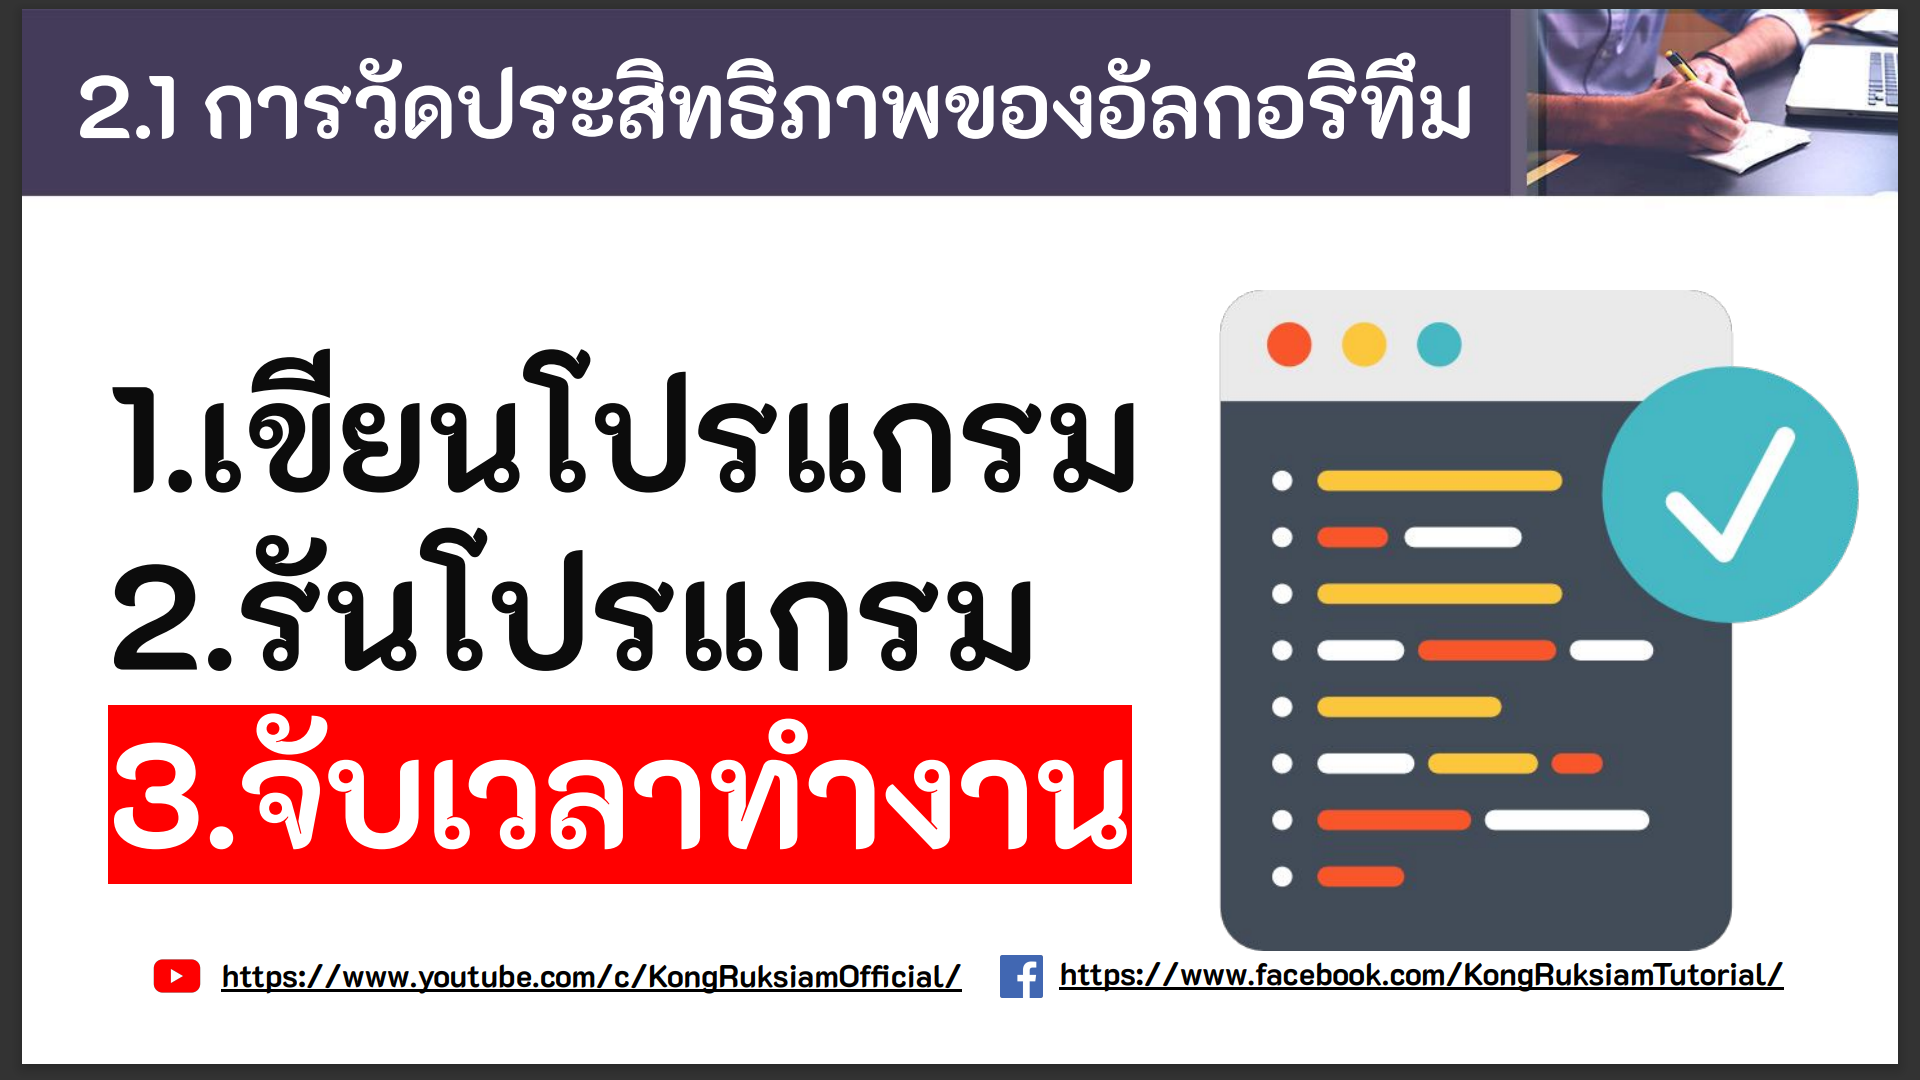 2.1 การวัดประสิทธิภาพของอัลกอริทึม
1.เขียนโปรแกรม
2.รันโปรแกรม
3.จับเวลาทำงาน
https://www.youtube.com/c/KongRuksiamOfficial/
https://www.facebook.com/KongRuksiamTutorial/